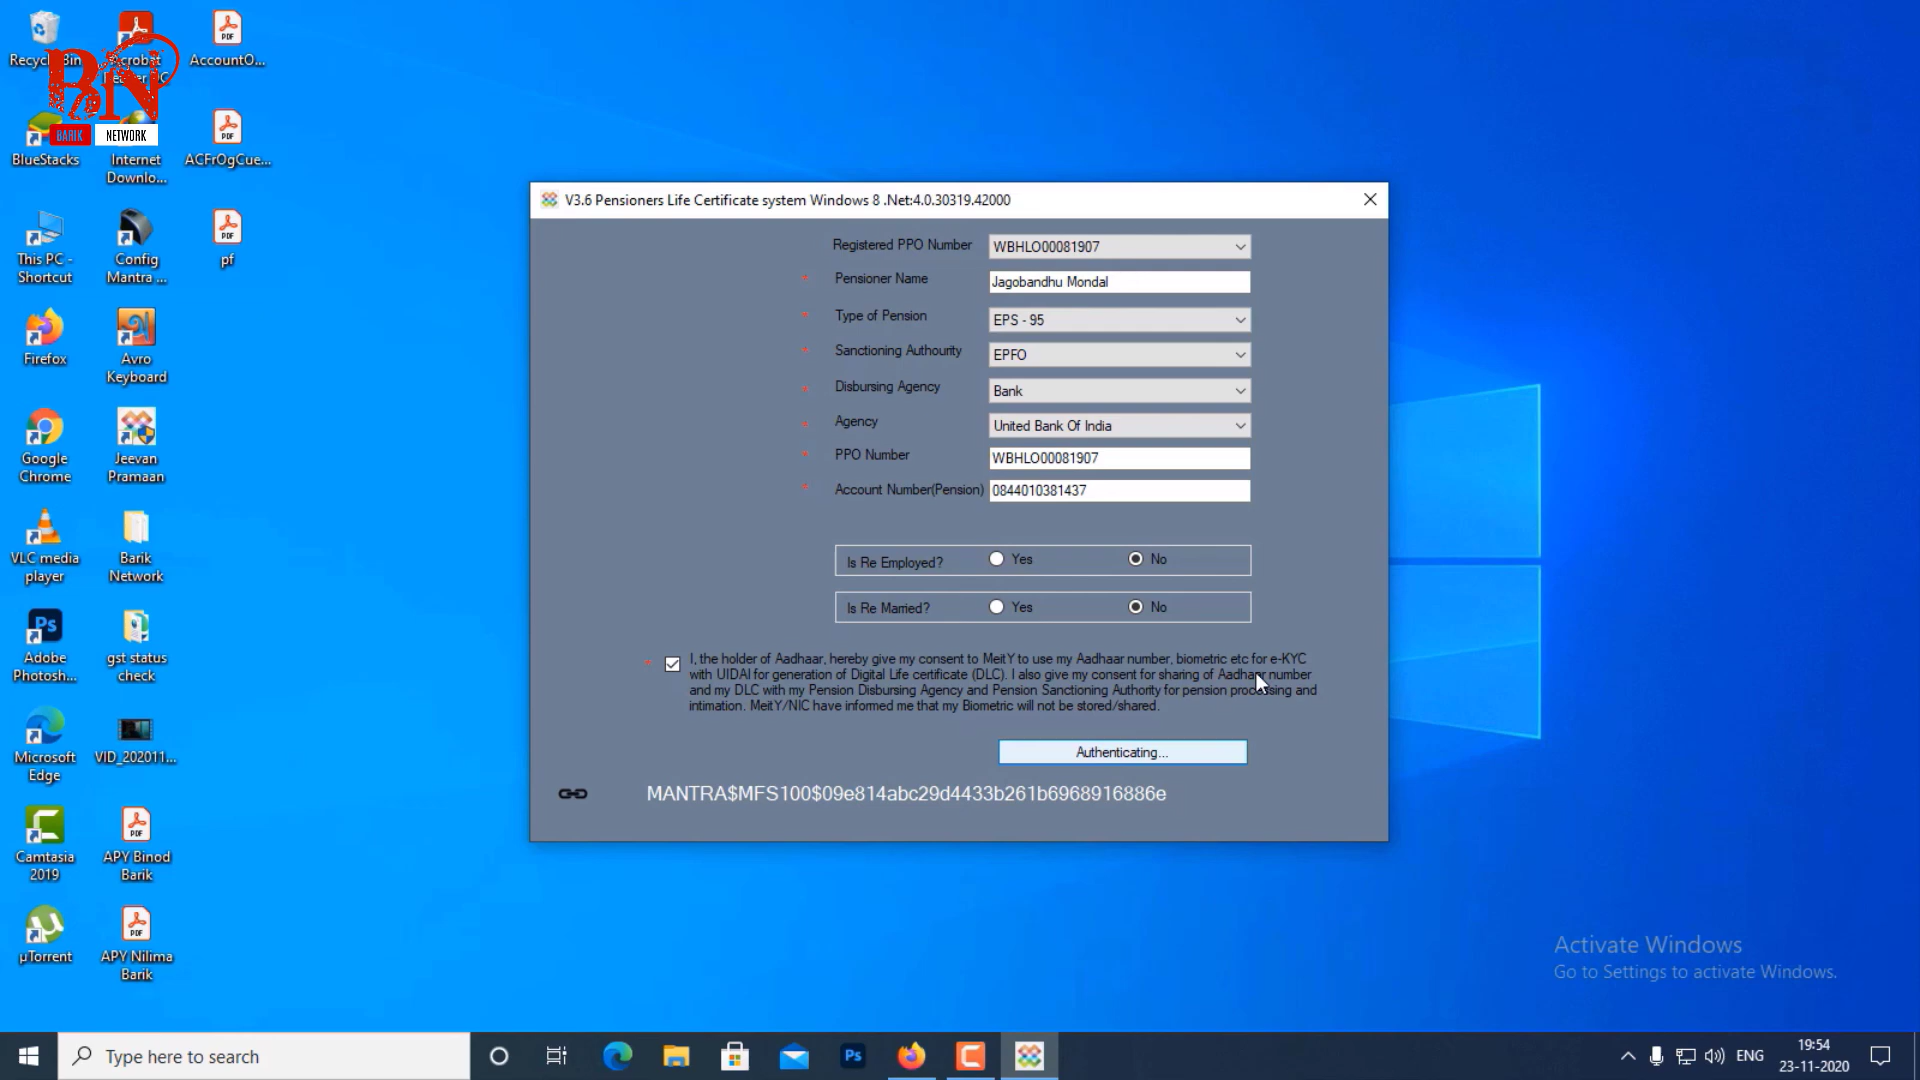 Recycle Bin
Acrobat
AccountO...
BN
BARIK NETWORK
BlueStacks
Internet
Downlo...
ACFrOgCue...
This PC -
Shortcut
Config
Mantra ...
pf
Firefox
Avro
Keyboard
Google
Chrome
Jeevan
Pramaan
VLC media
player
Barik
Network
Adobe
Photosh...
gst status
check
Microsoft
Edge
VID_202011...
Camtasia
2019
APY Binod
Barik
µTorrent
APY Nilima
Barik
V3.6 Pensioners Life Certificate system Windows 8 .Net:4.0.30319.42000
Registered PPO Number WBHLO00081907
* Pensioner Name Jagobandhu Mondal
* Type of Pension EPS - 95
* Sanctioning Authourity EPFO
* Disbursing Agency Bank
* Agency United Bank Of India
* PPO Number WBHLO00081907
* Account Number(Pension) 0844010381437
Is Re Employed? Yes No
Is Re Married? Yes No
* I, the holder of Aadhaar, hereby give my consent to MeitY to use my Aadhaar number, biometric etc for e-KYC
with UIDAI for generation of Digital Life certificate (DLC). I also give my consent for sharing of Aadhaar number
and my DLC with my Pension Disbursing Agency and Pension Sanctioning Authority for pension processing and
intimation. MeitY/NIC have informed me that my Biometric will not be stored/shared.
Authenticating...
MANTRA$MFS100$09e814abc29d4433b261b6968916886e
Activate Windows
Go to Settings to activate Windows.
Type here to search
Ps
ENG
19:54
23-11-2020